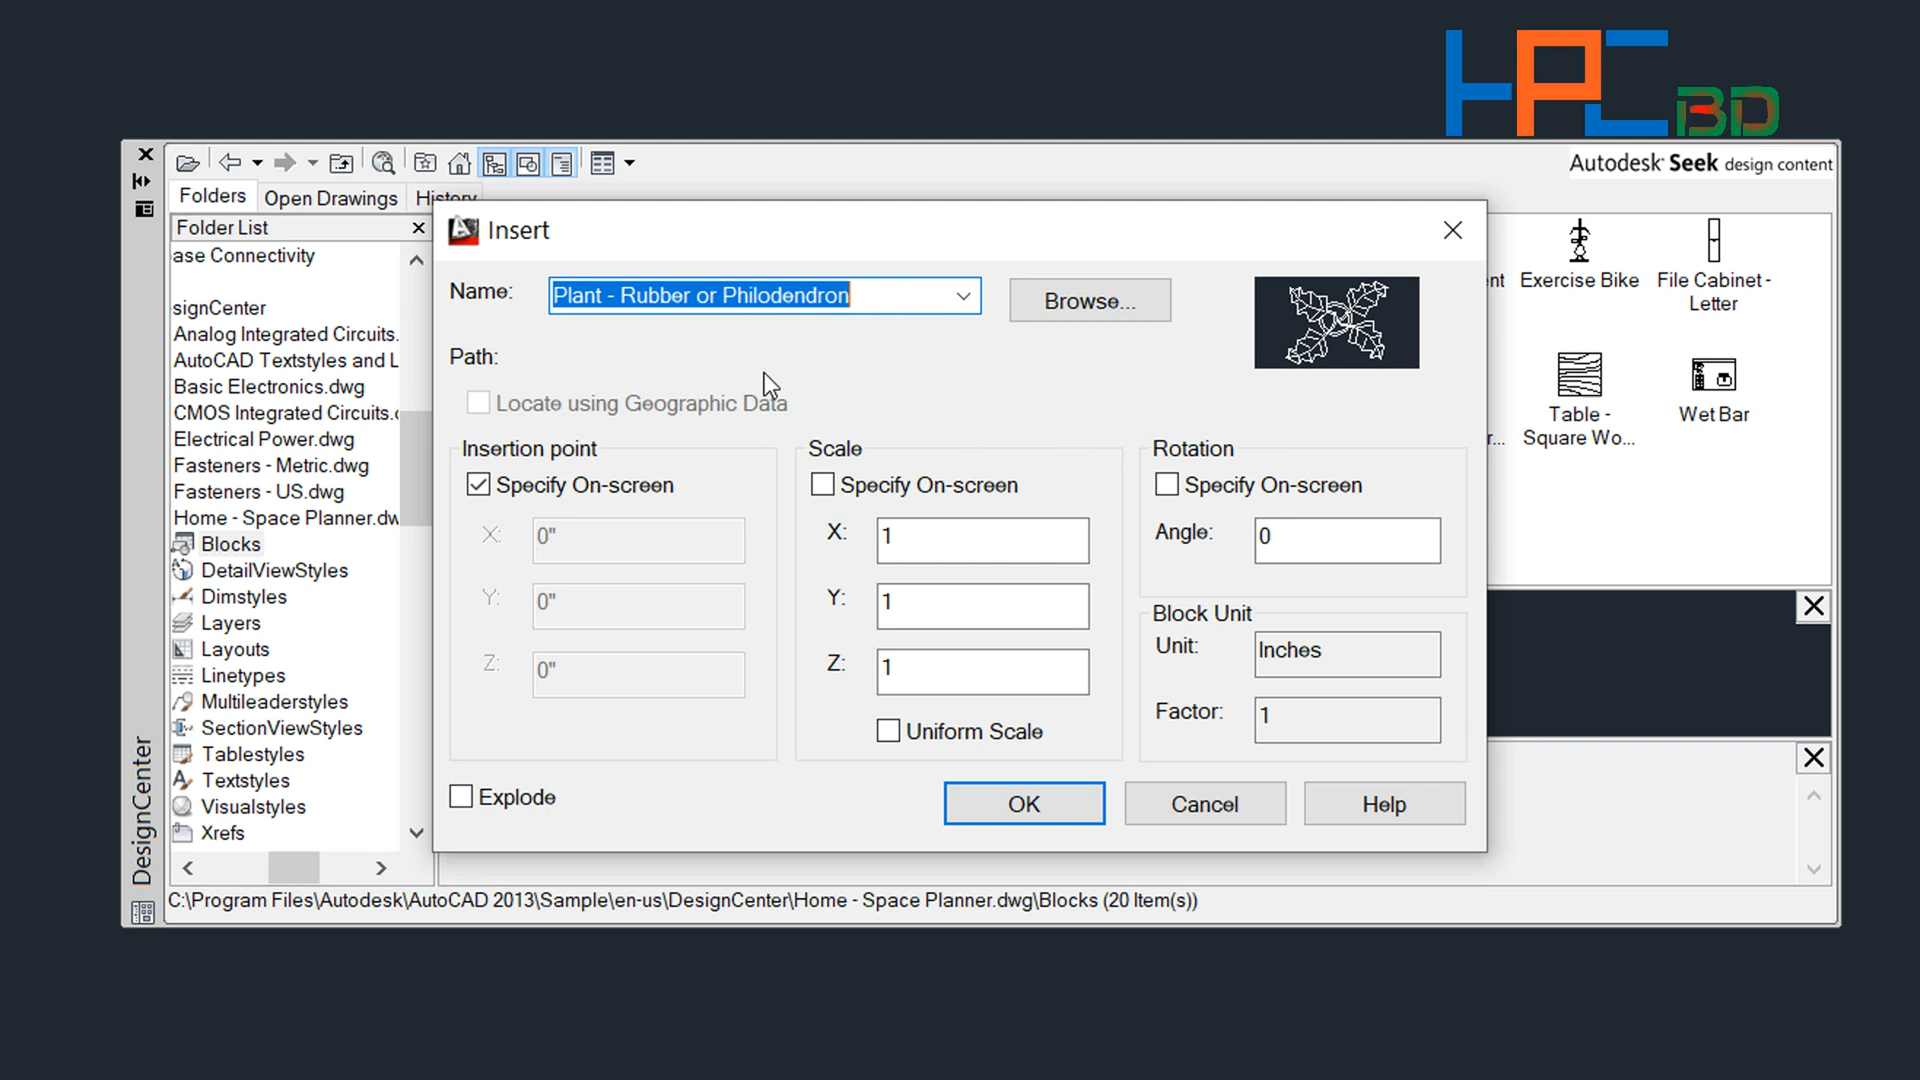 HPC BD
Autodesk® Seek design content
Folders
Open Drawings
History
Folder List
ase Connectivity
signCenter
Analog Integrated Circuits.
AutoCAD Textstyles and L
Basic Electronics.dwg
CMOS Integrated Circuits.
Electrical Power.dwg
Fasteners - Metric.dwg
Fasteners - US.dwg
Home - Space Planner.dw
Blocks
DetailViewStyles
Dimstyles
Layers
Layouts
Linetypes
Multileaderstyles
SectionViewStyles
Tablestyles
Textstyles
Visualstyles
Xrefs
DesignCenter
Insert
Name:
Plant - Rubber or Philodendron
Browse...
Path:
Locate using Geographic Data
Insertion point
Specify On-screen
X: 0"
Y: 0"
Z: 0"
Scale
Specify On-screen
X: 1
Y: 1
Z: 1
Uniform Scale
Rotation
Specify On-screen
Angle: 0
Block Unit
Unit: Inches
Factor: 1
Explode
OK
Cancel
Help
nt
Exercise Bike
File Cabinet -
Letter
r...
Table -
Square Wo...
Wet Bar
C:\Program Files\Autodesk\AutoCAD 2013\Sample\en-us\DesignCenter\Home - Space Planner.dwg\Blocks (20 Item(s))